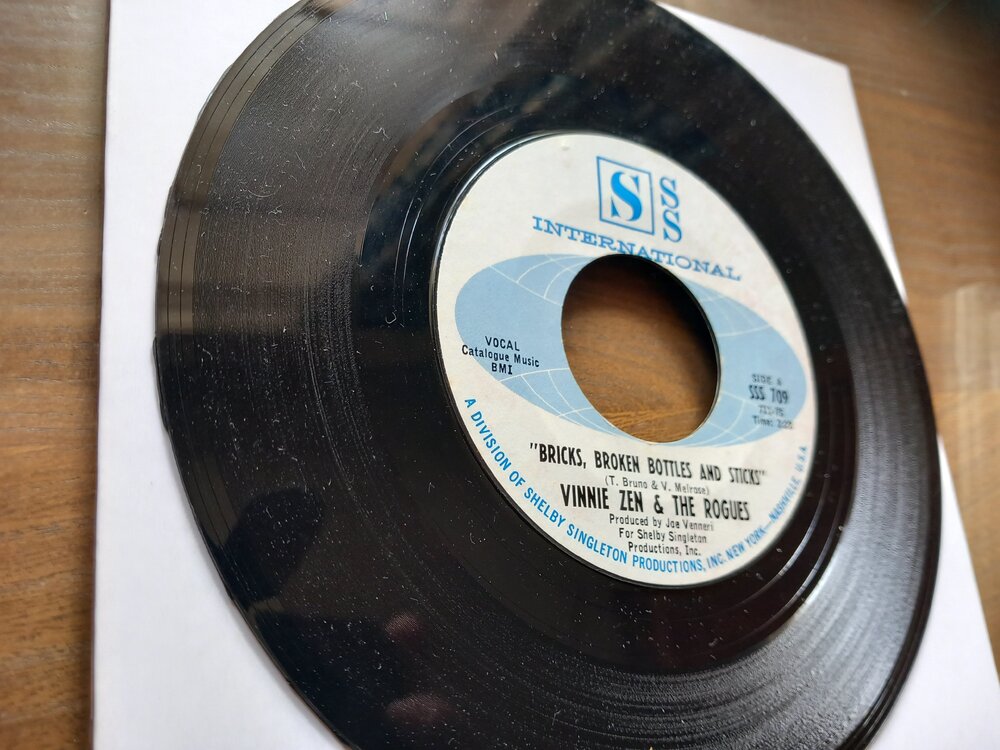 S S
S
INTERNATIONAL
VOCAL
Catalogue Music
BMI
SIDE A
SSS 709
Time:
"BRICKS, BROKEN BOTTLES AND STICKS"
(T. Bruno & V. Melrose)
VINNIE ZEN & THE ROGUES
Produced by Joe Venneri
For Shelby Singleton
Productions, Inc.
A DIVISION OF SHELBY SINGLETON PRODUCTIONS, INC. NEW YORK—NASHVILLE, U.S.A.